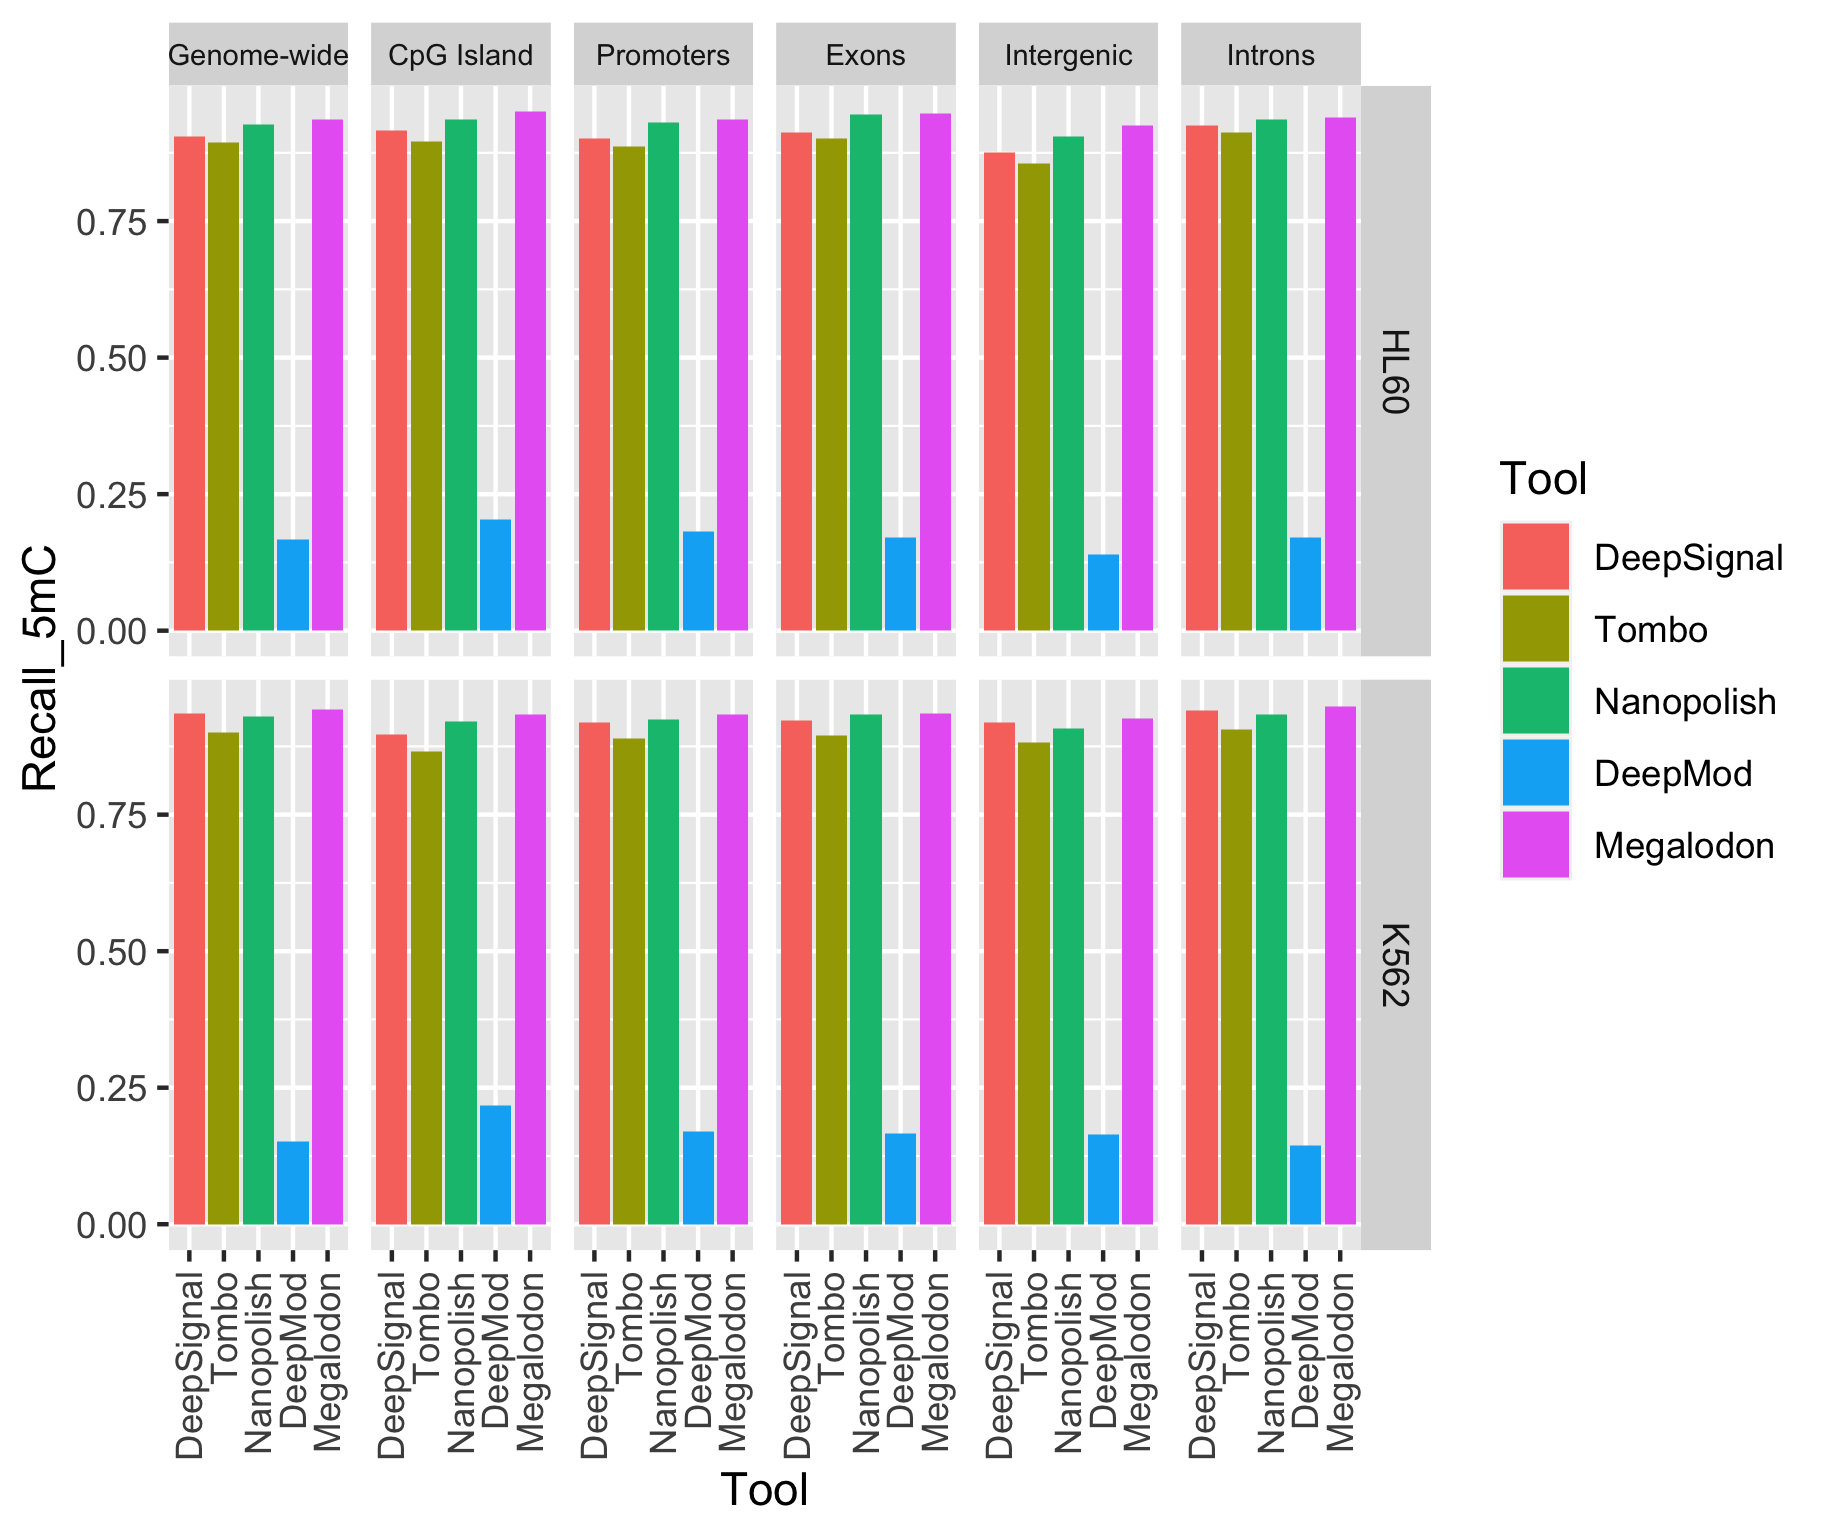 Genome-wide CpG Island Promoters Exons Intergenic Introns
0.75
0.50
0.25
0.00
HL60
0.75
0.50
0.25
0.00
K562
Recall_5mC
DeepSignal Tombo Nanopolish DeepMod Megalodon DeepSignal Tombo Nanopolish DeepMod Megalodon DeepSignal Tombo Nanopolish DeepMod Megalodon DeepSignal Tombo Nanopolish DeepMod Megalodon DeepSignal Tombo Nanopolish DeepMod Megalodon DeepSignal Tombo Nanopolish DeepMod Megalodon
Tool
Tool
DeepSignal
Tombo
Nanopolish
DeepMod
Megalodon